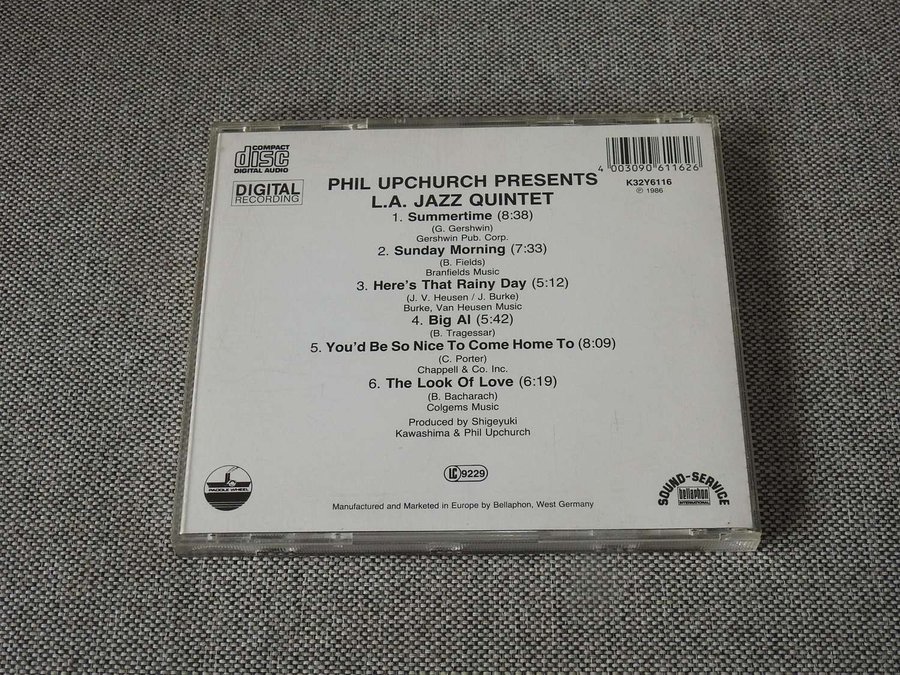 COMPACT
disc
DIGITAL AUDIO
DIGITAL
RECORDING
4 003090 611626
K32Y6116
℗ 1986
PHIL UPCHURCH PRESENTS
L.A. JAZZ QUINTET
1. Summertime (8:38)
(G. Gershwin)
Gershwin Pub. Corp.
2. Sunday Morning (7:33)
(B. Fields)
Branfields Music
3. Here's That Rainy Day (5:12)
(J. V. Heusen / J. Burke)
Burke, Van Heusen Music
4. Big Al (5:42)
(B. Tragessar)
5. You'd Be So Nice To Come Home To (8:09)
(C. Porter)
Chappell & Co. Inc.
6. The Look Of Love (6:19)
(B. Bacharach)
Colgems Music
Produced by Shigeyuki
Kawashima & Phil Upchurch
PADDLE WHEEL
LC 9229
SOUND-SERVICE
bellaphon
INTERNATIONAL
Manufactured and Marketed in Europe by Bellaphon, West Germany